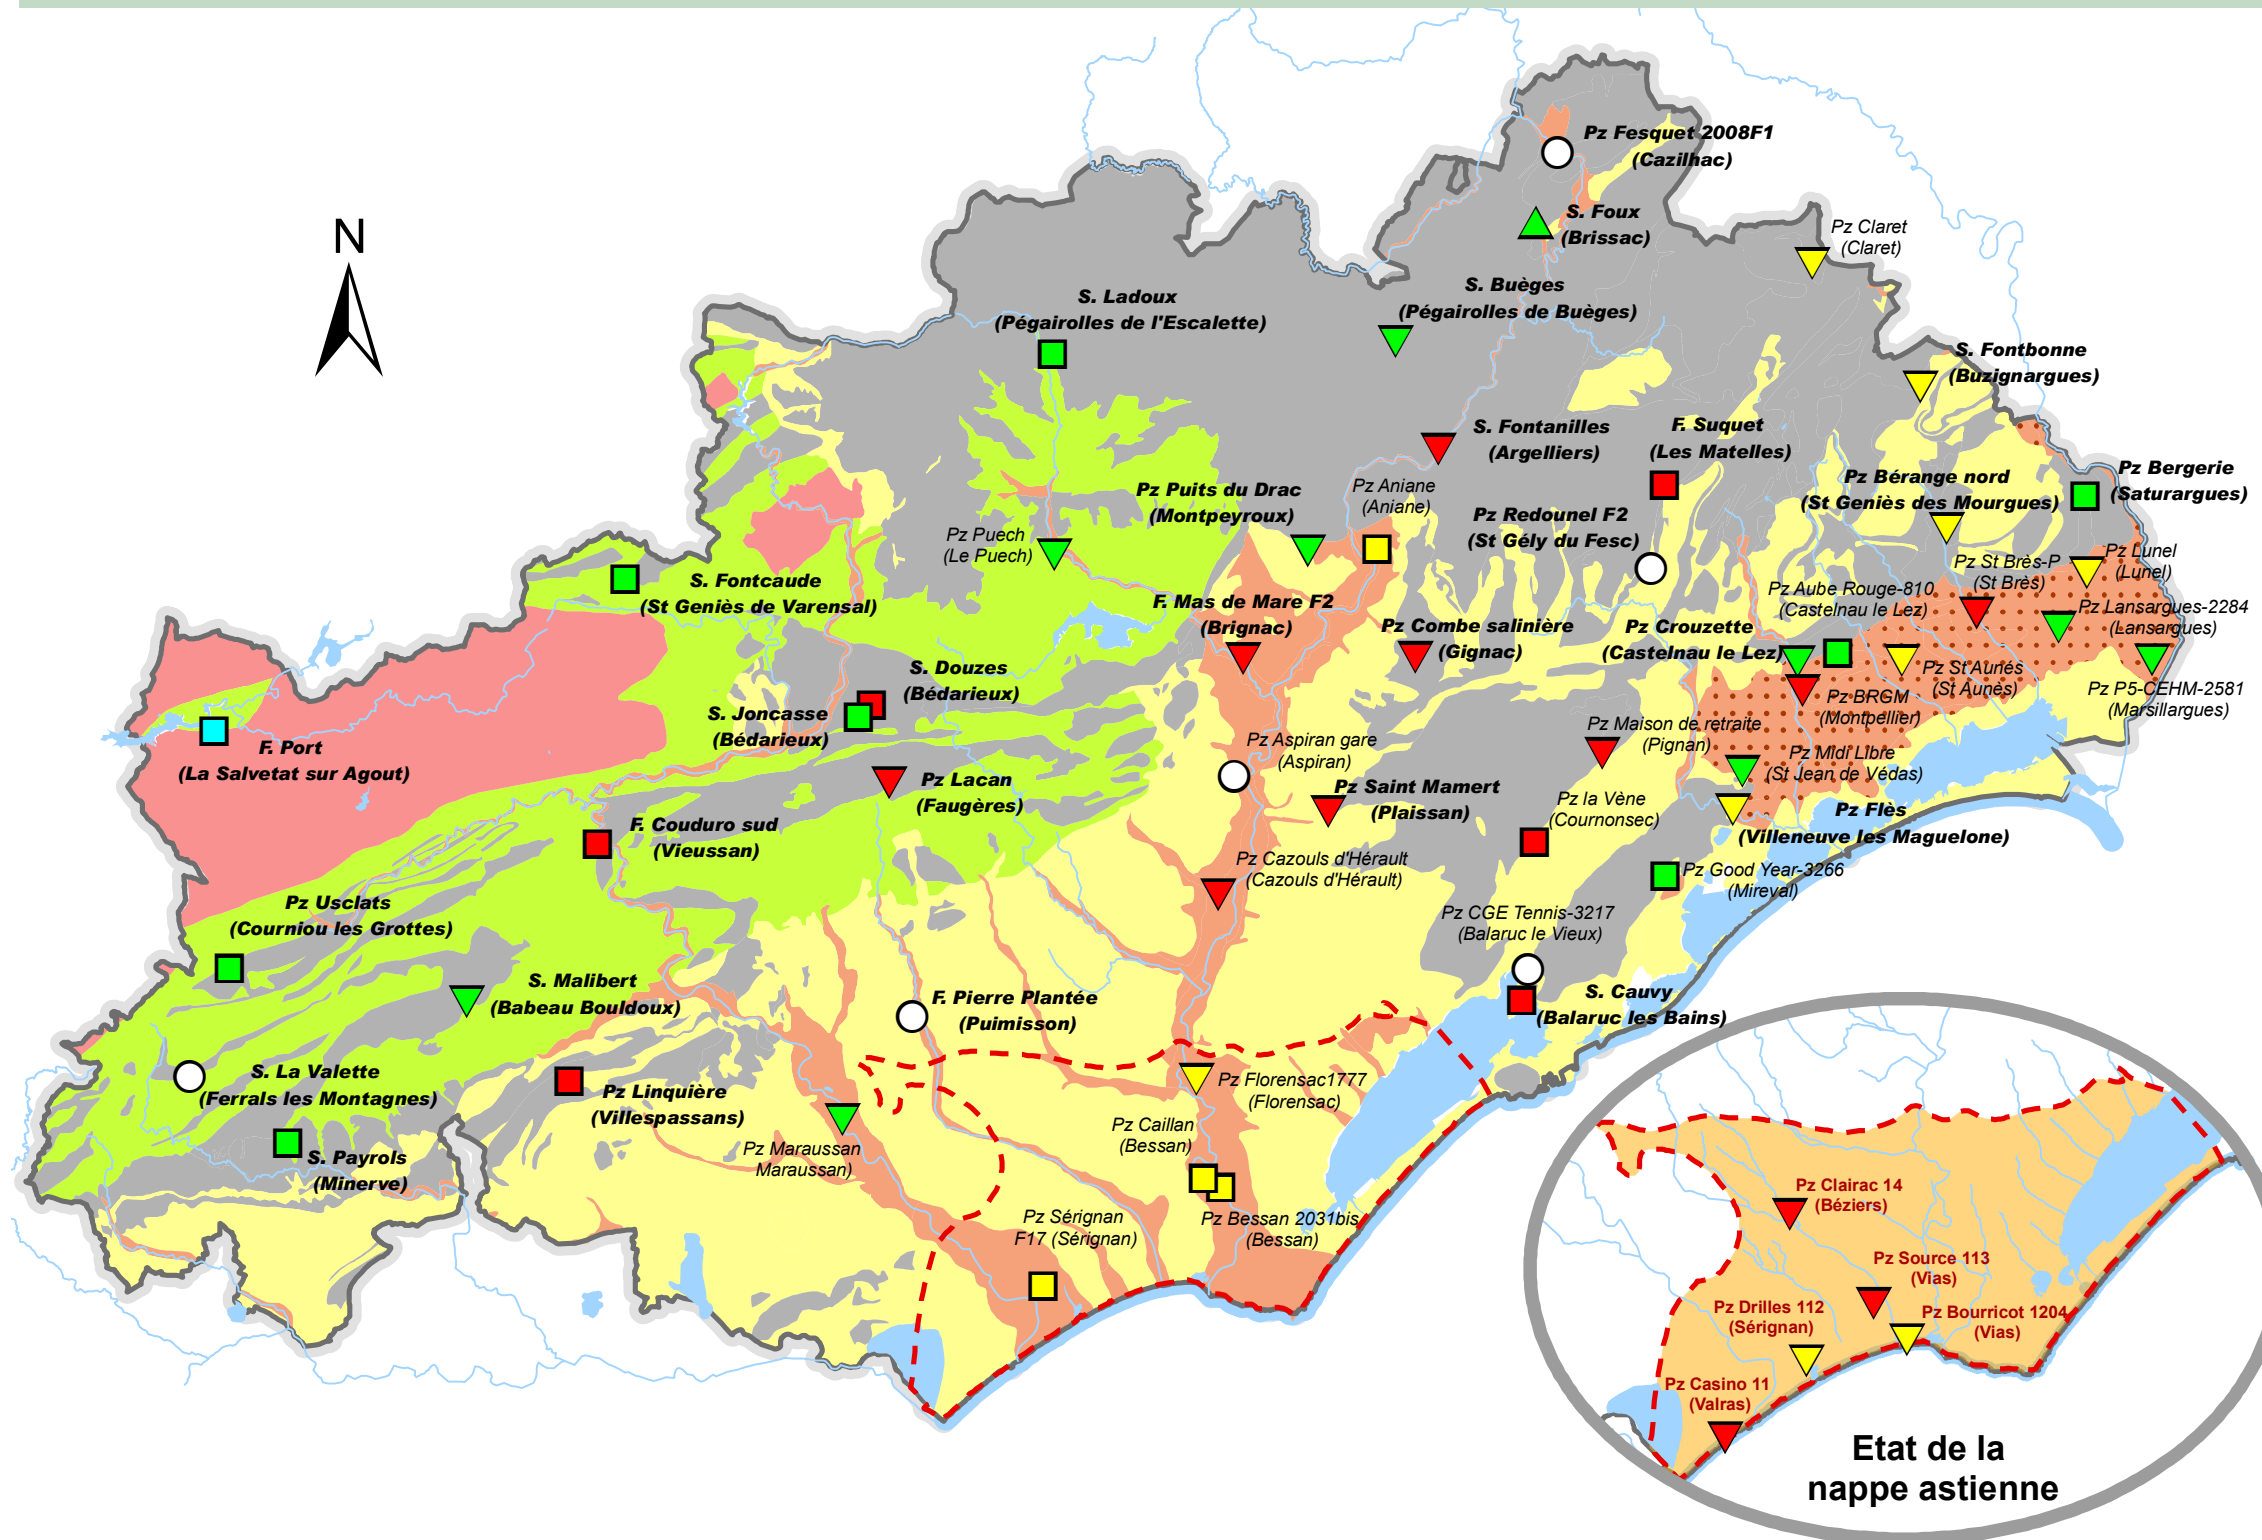 Pz Fesquet 2008F1
(Cazilhac)
S. Foux
(Brissac)
Pz Claret
(Claret)
N
S. Ladoux
(Pégairolles de l'Escalette)
S. Buèges
(Pégairolles de Buèges)
S. Fontbonne
(Buzignargues)
S. Fontanilles
(Argelliers)
F. Suquet
(Les Matelles)
Pz Bérange nord
(St Geniès des Mourgues)
Pz Bergerie
(Saturargues)
Pz Puits du Drac
(Montpeyroux)
Pz Aniane
(Aniane)
Pz Redounel F2
(St Gély du Fesc)
Pz Puech
(Le Puech)
Pz St Brès-P
(St Brès)
Pz Lunel
(Lunel)
S. Fontcaude
(St Geniès de Varensal)
Pz Aube Rouge-810
(Castelnau le Lez)
Pz Lansargues-2284
(Lansargues)
F. Mas de Mare F2
(Brignac)
Pz Combe salinière
(Gignac)
Pz Crouzette
(Castelnau le Lez)
S. Douzes
(Bédarieux)
Pz St Aunés
(St Aunès)
Pz P5-CEHM-2581
(Marsillargues)
S. Joncasse
(Bédarieux)
Pz BRGM
(Montpellier)
Pz Maison de retraite
(Pignan)
F. Port
(La Salvetat sur Agout)
Pz Aspiran gare
(Aspiran)
Pz Midi Libre
(St Jean de Védas)
Pz Lacan
(Faugères)
Pz Saint Mamert
(Plaissan)
Pz la Vène
(Cournonsec)
Pz Flès
(Villeneuve les Maguelone)
F. Couduro sud
(Vieussan)
Pz Cazouls d'Hérault
(Cazouls d'Hérault)
Pz Good Year-3266
(Mireval)
Pz Usclats
(Courniou les Grottes)
Pz CGE Tennis-3217
(Balaruc le Vieux)
S. Malibert
(Babeau Bouldoux)
F. Pierre Plantée
(Puimisson)
S. Cauvy
(Balaruc les Bains)
S. La Valette
(Ferrals les Montagnes)
Pz Linquière
(Villespassans)
Pz Florensac1777
(Florensac)
Pz Caillan
(Bessan)
Pz Maraussan
Maraussan)
S. Payrols
(Minerve)
Pz Sérignan
F17 (Sérignan)
Pz Bessan 2031bis
(Bessan)
Pz Clairac 14
(Béziers)
Pz Source 113
(Vias)
Pz Drilles 112
(Sérignan)
Pz Bourricot 1204
(Vias)
Pz Casino 11
(Valras)
Etat de la
nappe astienne